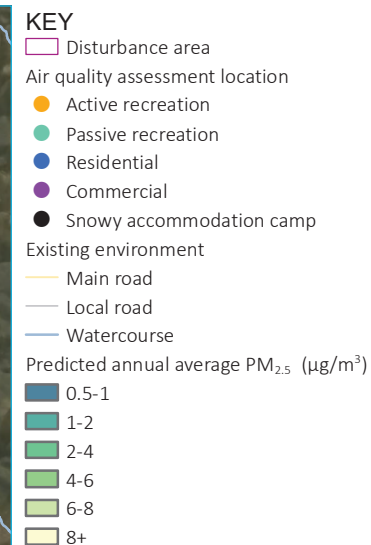 KEY
Disturbance area
Air quality assessment location
Active recreation
Passive recreation
Residential
Commercial
Snowy accommodation camp
Existing environment
Main road
Local road
Watercourse
Predicted annual average PM₂.₅ (µg/m³)
0.5-1
1-2
2-4
4-6
6-8
8+